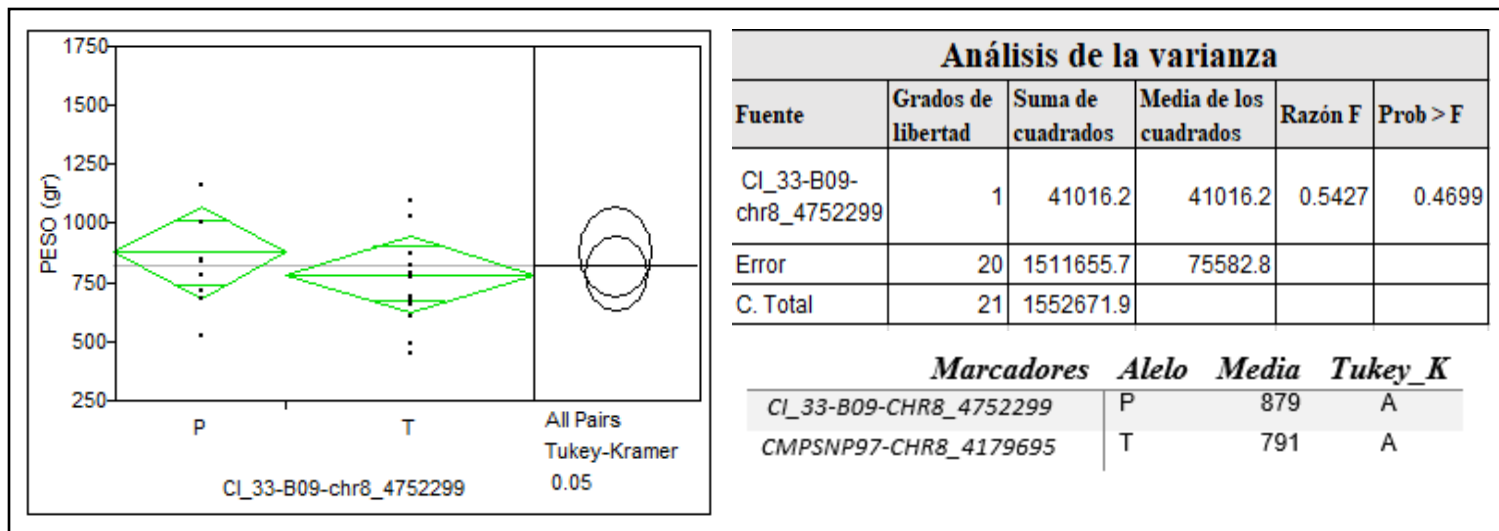 1750
1500
1250
1000
750
500
250
PESO (gr)
P
T
All Pairs
Tukey-Kramer
0.05
CI_33-B09-chr8_4752299
Análisis de la varianza
Fuente Grados de libertad Suma de cuadrados Media de los cuadrados Razón F Prob > F
CI_33-B09-chr8_4752299 1 41016.2 41016.2 0.5427 0.4699
Error 20 1511655.7 75582.8
C. Total 21 1552671.9
Marcadores Alelo Media Tukey_K
CI_33-B09-CHR8_4752299 P 879 A
CMPSNP97-CHR8_4179695 T 791 A